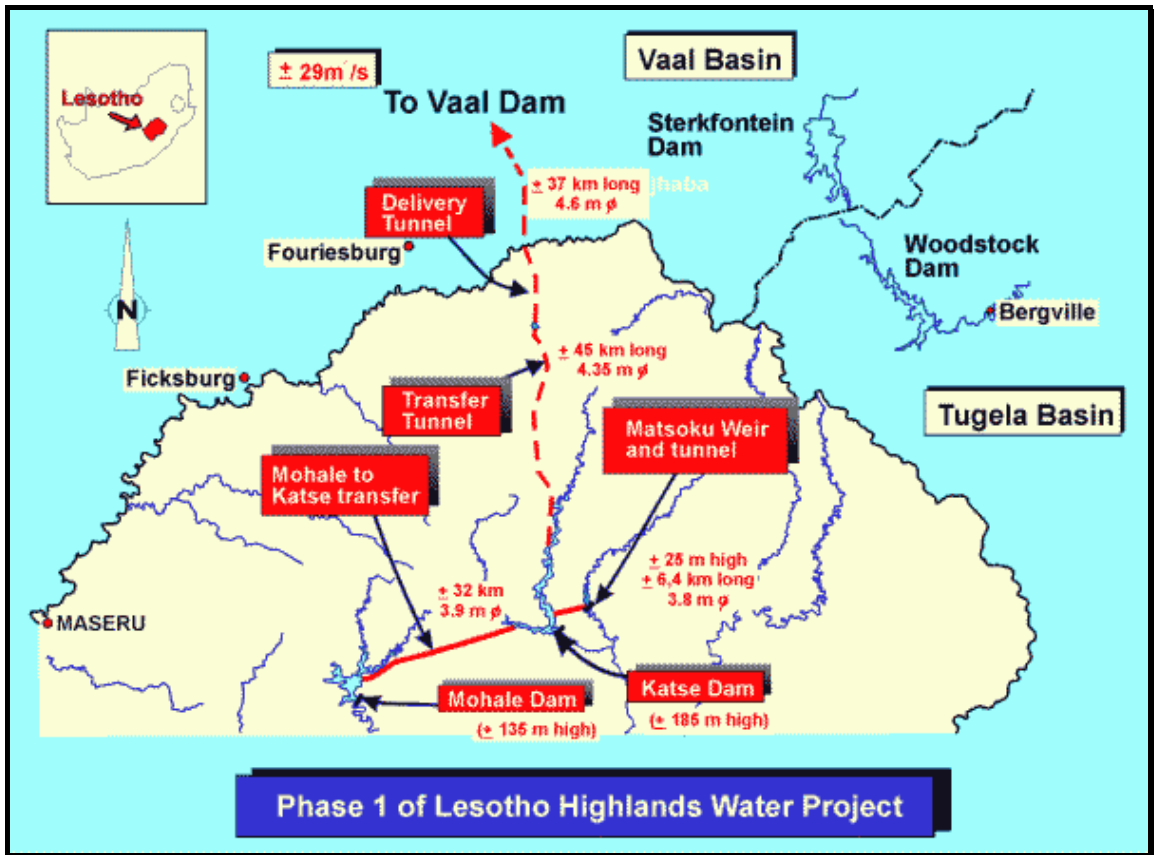 Lesotho
± 29m³/s
To Vaal Dam
Vaal Basin
Sterkfontein
Dam
± 37 km long
4.6 m ø
jhaba
Delivery
Tunnel
Fouriesburg
Woodstock
Dam
Bergville
N
Ficksburg
± 45 km long
4.35 m ø
Transfer
Tunnel
Tugela Basin
Matsoku Weir
and tunnel
Mohale to
Katse transfer
± 25 m high
± 6,4 km long
3.8 m ø
± 32 km
3.9 m ø
MASERU
Mohale Dam
(± 135 m high)
Katse Dam
(± 185 m high)
Phase 1 of Lesotho Highlands Water Project